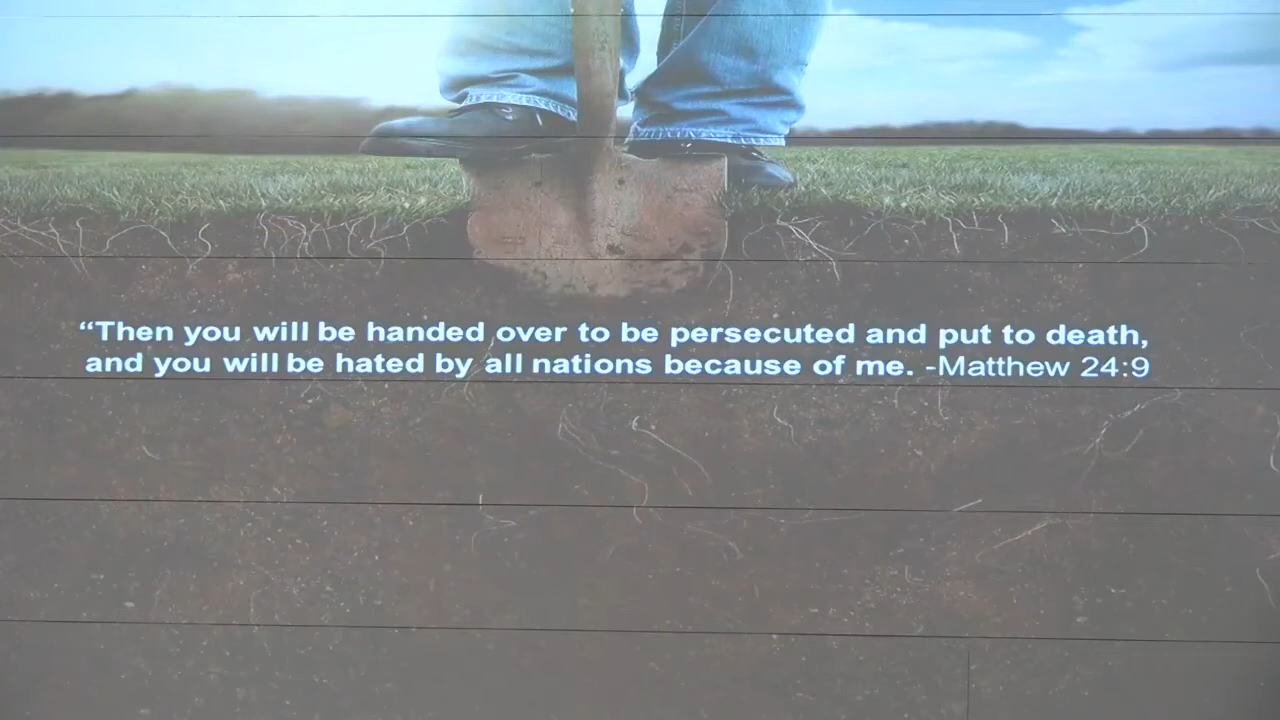 “Then you will be handed over to be persecuted and put to death,
and you will be hated by all nations because of me. -Matthew 24:9